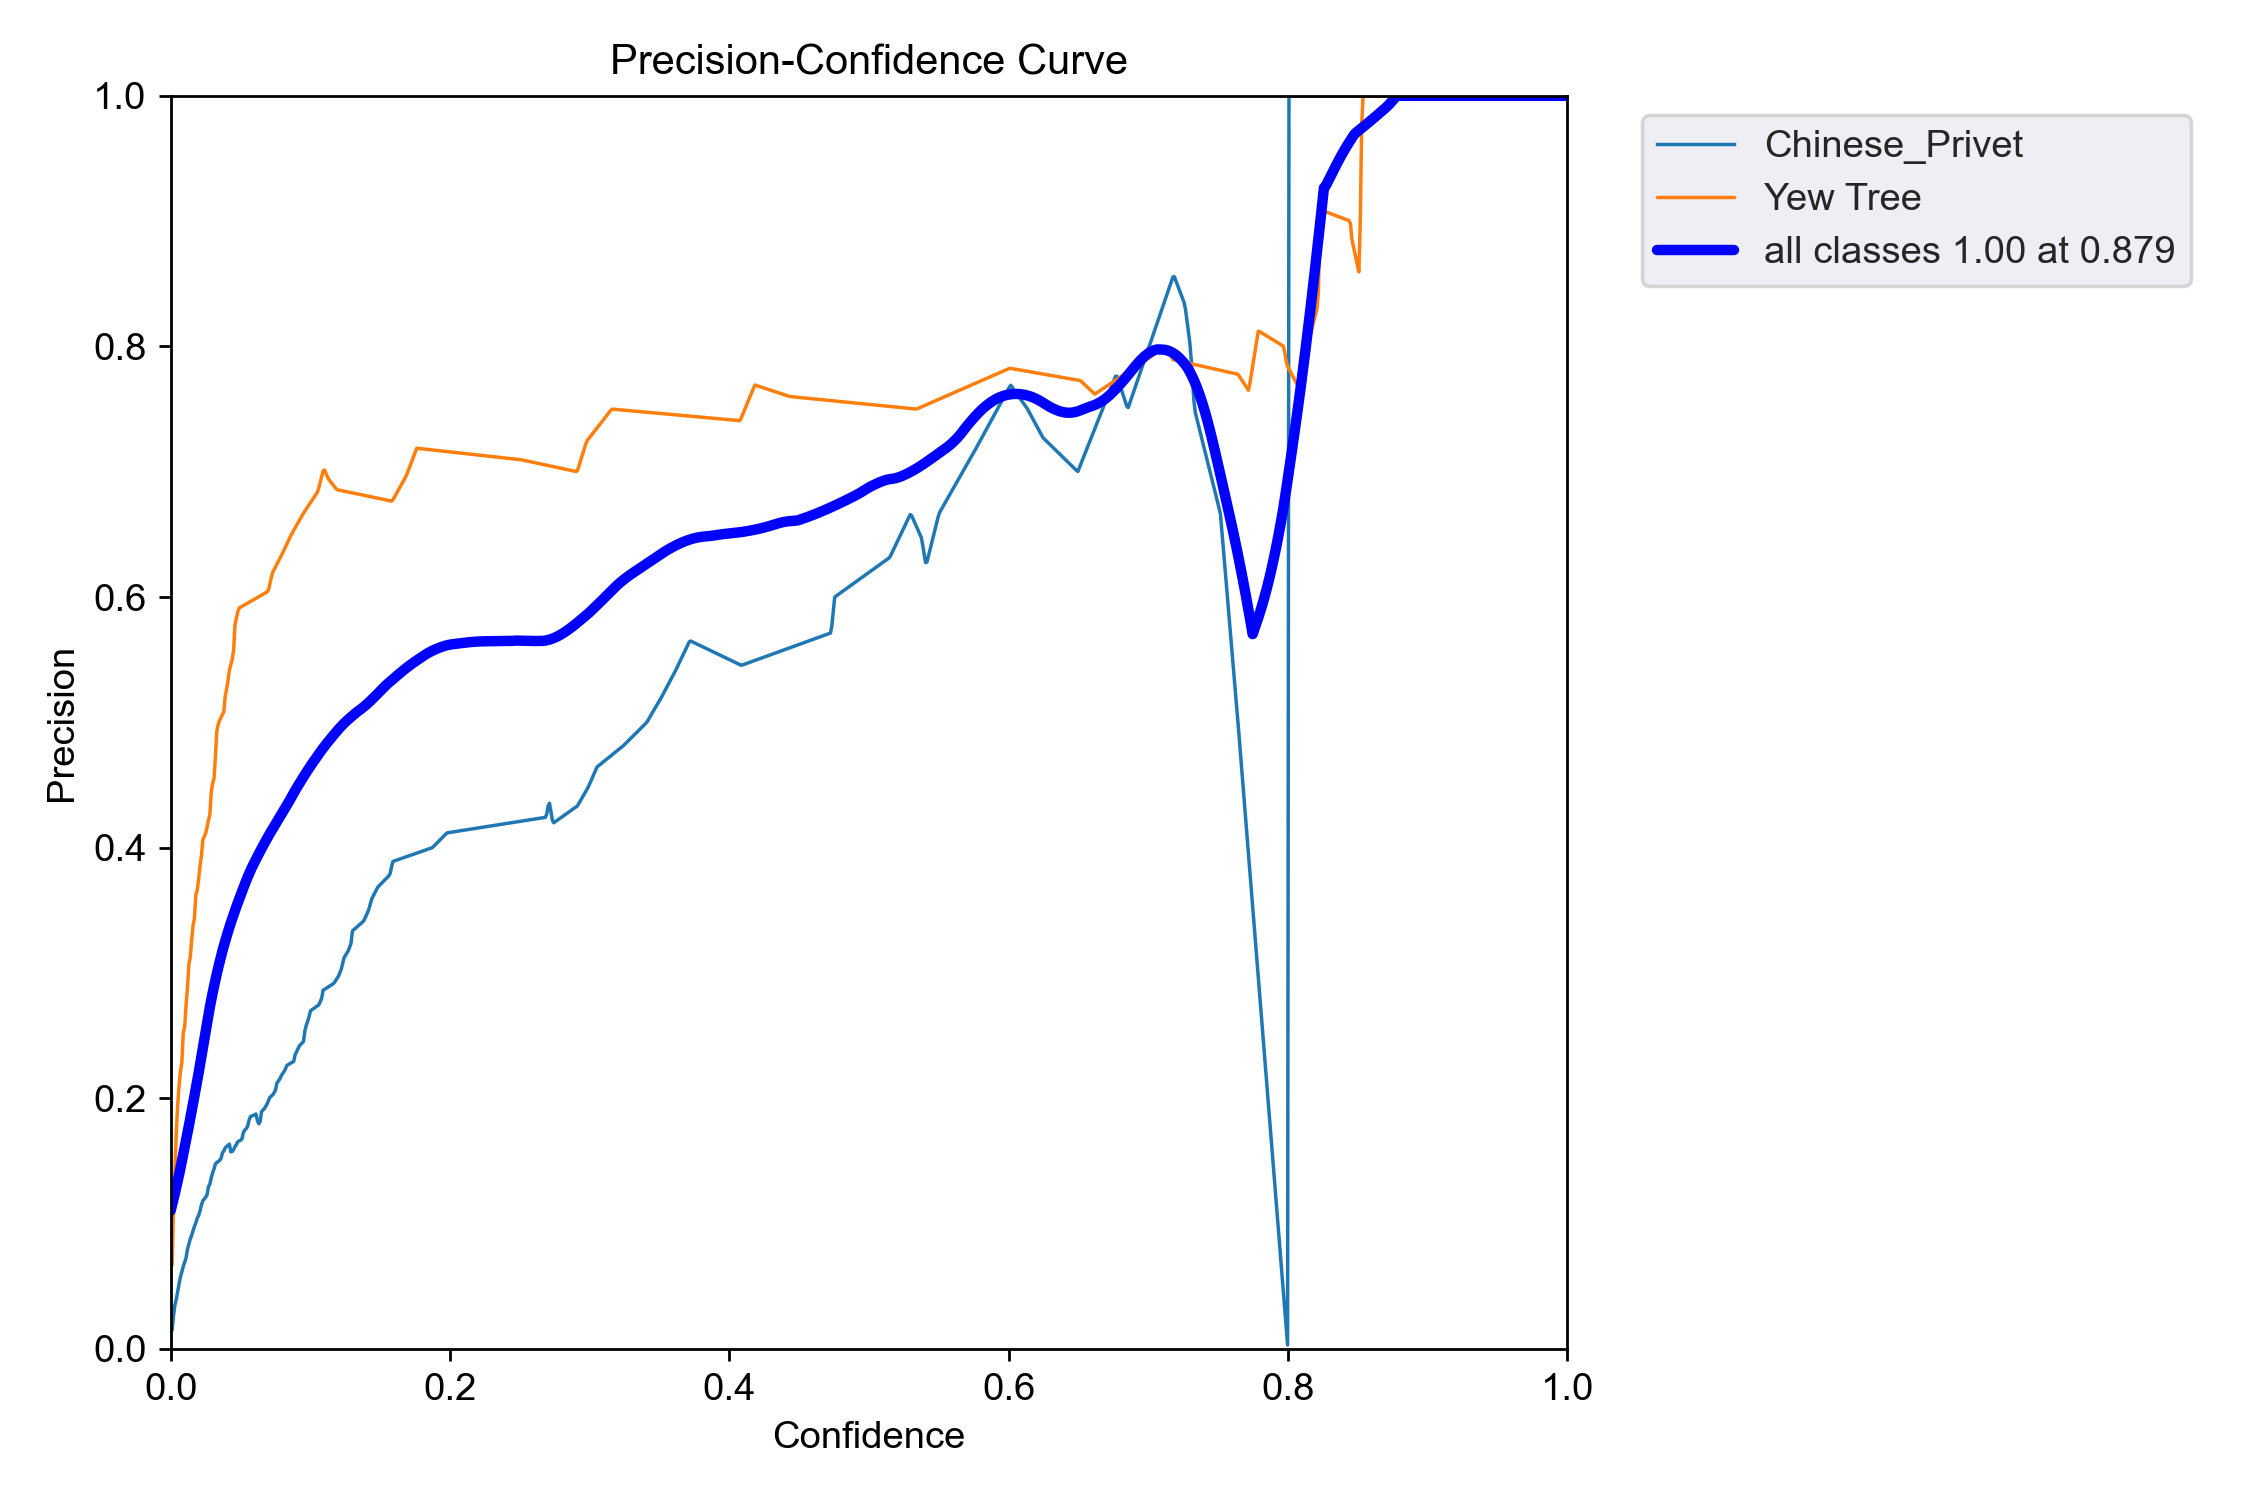 Precision-Confidence Curve
1.0
0.8
0.6
0.4
0.2
0.0
Precision
0.0 0.2 0.4 0.6 0.8 1.0
Confidence
Chinese_Privet
Yew Tree
all classes 1.00 at 0.879